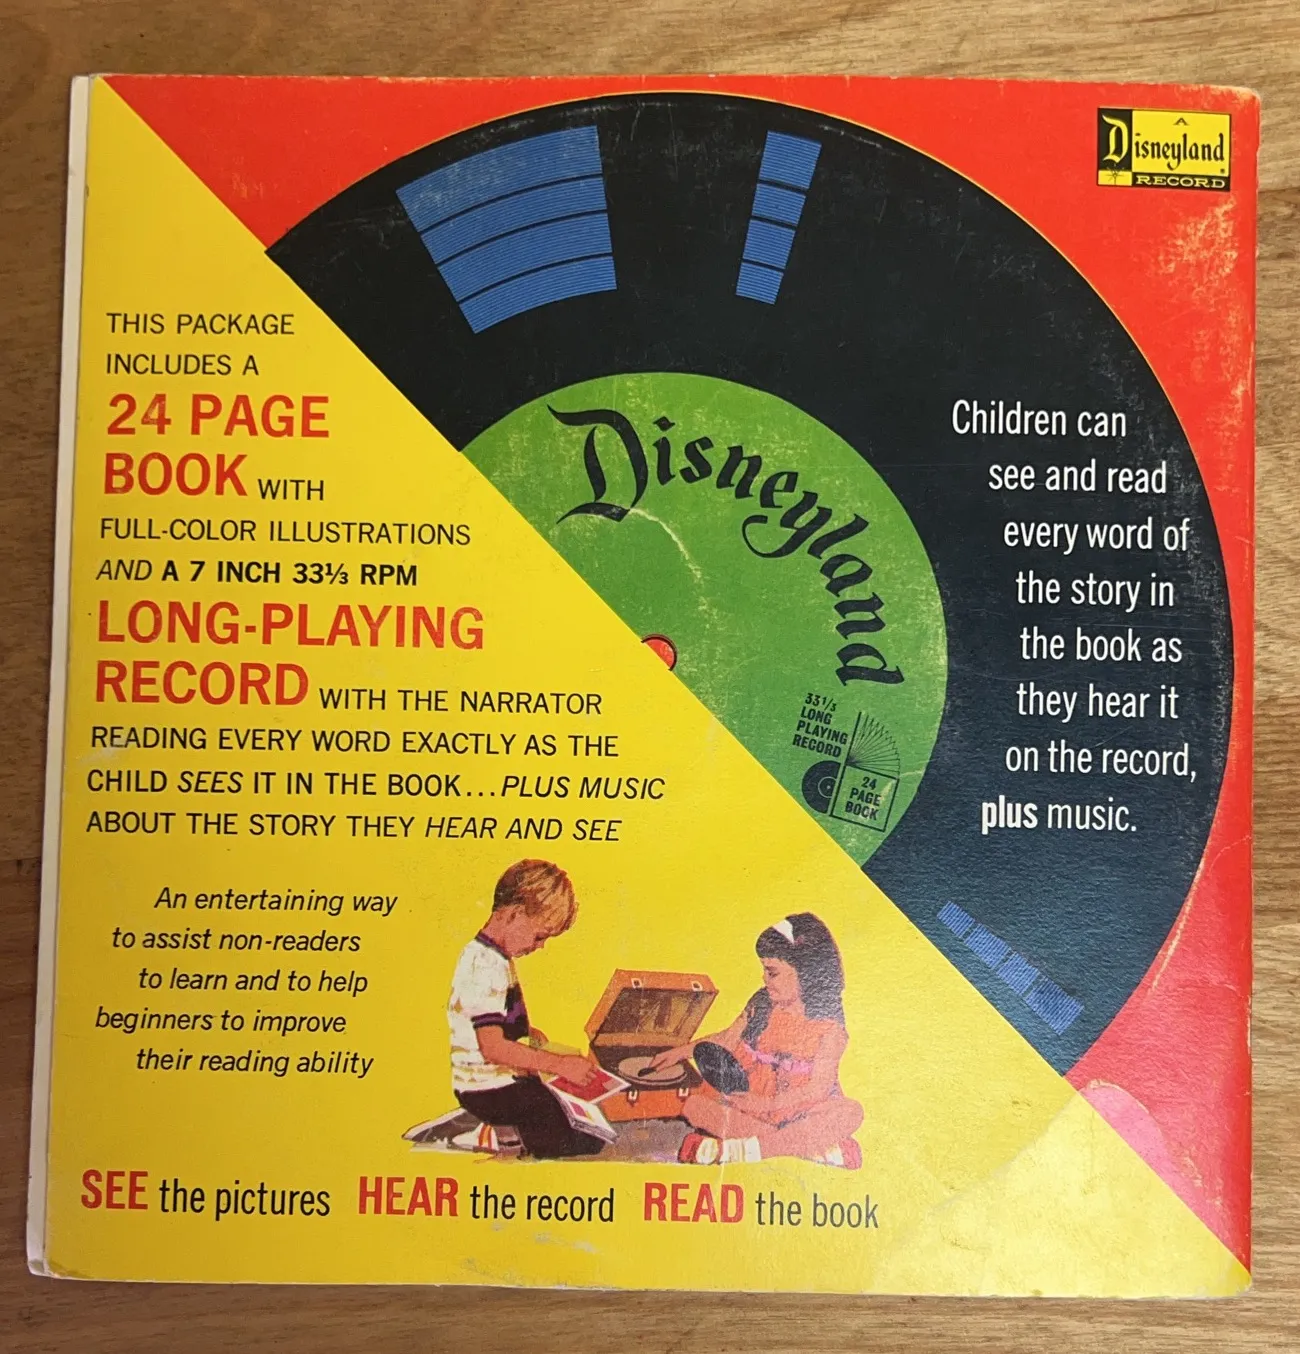 A
Disneyland
RECORD
THIS PACKAGE
INCLUDES A
24 PAGE
BOOK WITH
FULL-COLOR ILLUSTRATIONS
AND A 7 INCH 33⅓ RPM
LONG-PLAYING
RECORD WITH THE NARRATOR
READING EVERY WORD EXACTLY AS THE
CHILD SEES IT IN THE BOOK...PLUS MUSIC
ABOUT THE STORY THEY HEAR AND SEE
An entertaining way
to assist non-readers
to learn and to help
beginners to improve
their reading ability
Disneyland
33⅓
LONG
PLAYING
RECORD
24
PAGE
BOOK
Children can
see and read
every word of
the story in
the book as
they hear it
on the record,
plus music.
SEE the pictures HEAR the record READ the book